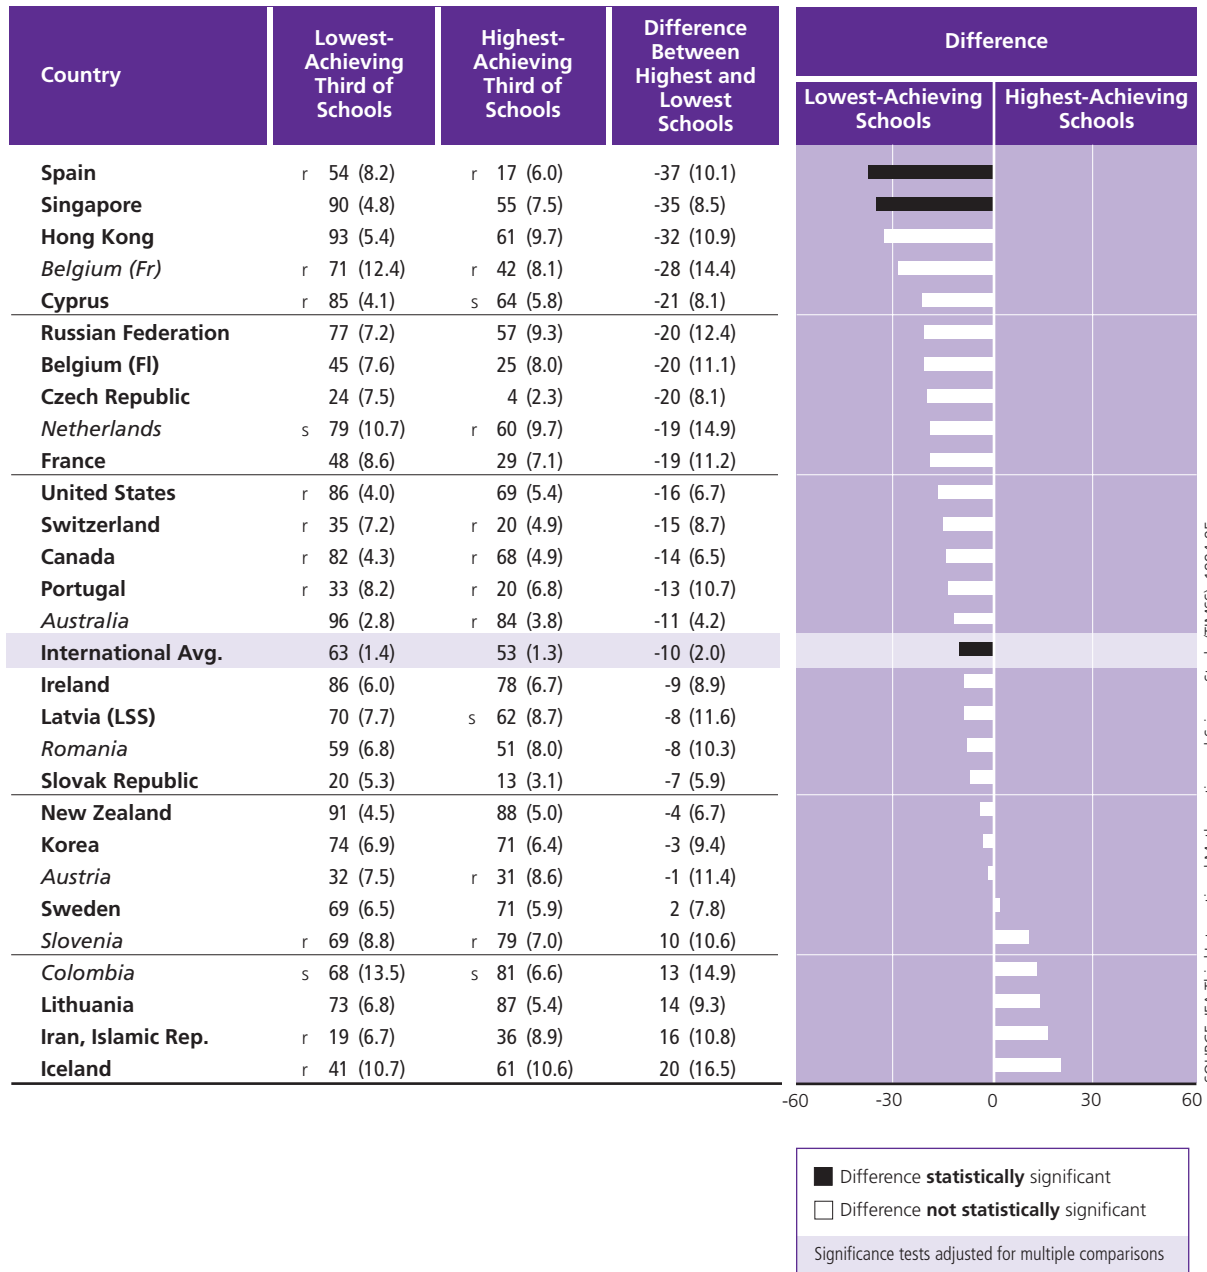 Country Lowest-Achieving Third of Schools Highest-Achieving Third of Schools Difference Between Highest and Lowest Schools Difference
Lowest-Achieving Schools Highest-Achieving Schools
Spain r 54 (8.2) r 17 (6.0) -37 (10.1)
Singapore 90 (4.8) 55 (7.5) -35 (8.5)
Hong Kong 93 (5.4) 61 (9.7) -32 (10.9)
Belgium (Fr) r 71 (12.4) r 42 (8.1) -28 (14.4)
Cyprus r 85 (4.1) s 64 (5.8) -21 (8.1)
Russian Federation 77 (7.2) 57 (9.3) -20 (12.4)
Belgium (Fl) 45 (7.6) 25 (8.0) -20 (11.1)
Czech Republic 24 (7.5) 4 (2.3) -20 (8.1)
Netherlands s 79 (10.7) r 60 (9.7) -19 (14.9)
France 48 (8.6) 29 (7.1) -19 (11.2)
United States r 86 (4.0) 69 (5.4) -16 (6.7)
Switzerland r 35 (7.2) r 20 (4.9) -15 (8.7)
Canada r 82 (4.3) r 68 (4.9) -14 (6.5)
Portugal r 33 (8.2) r 20 (6.8) -13 (10.7)
Australia 96 (2.8) r 84 (3.8) -11 (4.2)
International Avg. 63 (1.4) 53 (1.3) -10 (2.0)
Ireland 86 (6.0) 78 (6.7) -9 (8.9)
Latvia (LSS) 70 (7.7) s 62 (8.7) -8 (11.6)
Romania 59 (6.8) 51 (8.0) -8 (10.3)
Slovak Republic 20 (5.3) 13 (3.1) -7 (5.9)
New Zealand 91 (4.5) 88 (5.0) -4 (6.7)
Korea 74 (6.9) 71 (6.4) -3 (9.4)
Austria 32 (7.5) r 31 (8.6) -1 (11.4)
Sweden 69 (6.5) 71 (5.9) 2 (7.8)
Slovenia r 69 (8.8) r 79 (7.0) 10 (10.6)
Colombia s 68 (13.5) s 81 (6.6) 13 (14.9)
Lithuania 73 (6.8) 87 (5.4) 14 (9.3)
Iran, Islamic Rep. r 19 (6.7) 36 (8.9) 16 (10.8)
Iceland r 41 (10.7) 61 (10.6) 20 (16.5)
-60 -30 0 30 60
Difference statistically significant
Difference not statistically significant
Significance tests adjusted for multiple comparisons